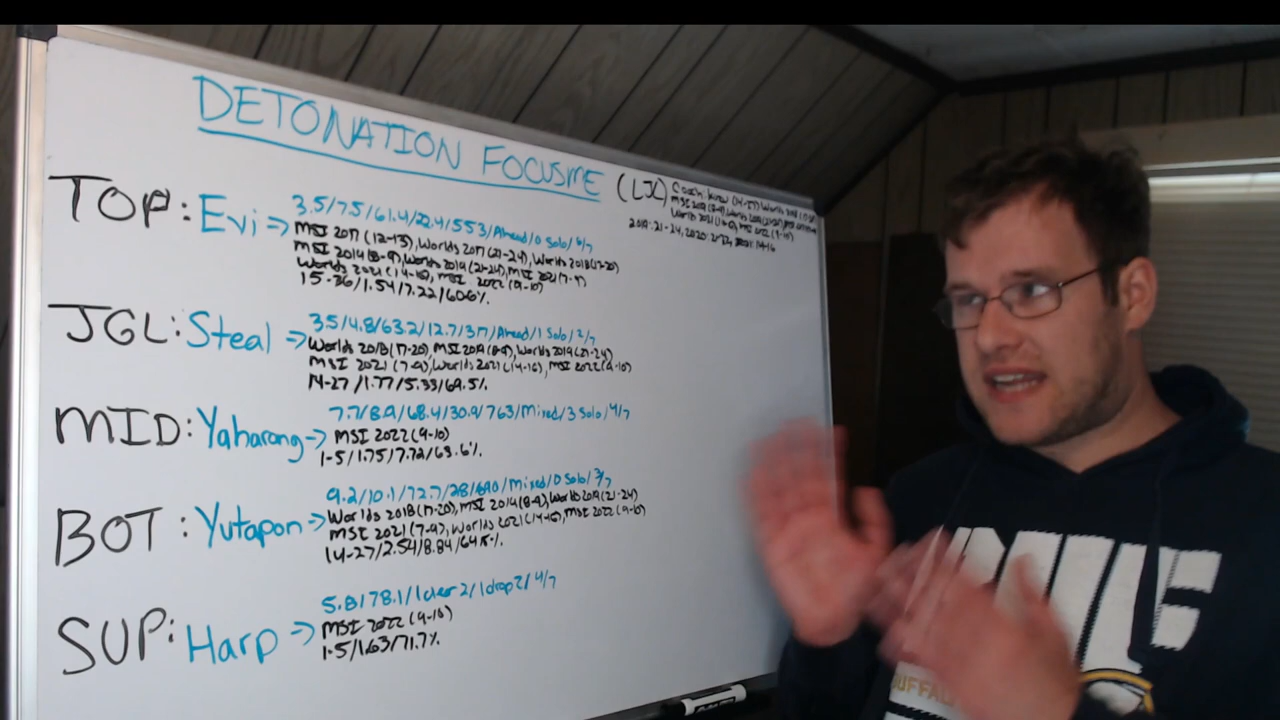 DETONATION FOCUSME
(LJL)
TOP: Evi → 3.5/7.5/61.4/22.4/553/Ahead/0 Solo/6/7
MSI 2017 (12-13), Worlds 2017 (21-24), Worlds 2018 (17-20)
MSI 2019 (8-9), Worlds 2019 (21-24), MSI 2021 (7-9)
Worlds 2021 (14-16), MSI 2022 (9-10)
15-36/1.54/7.22/60.6%.
JGL: Steal → 3.5/4.8/63.2/12.7/317/Ahead/1 Solo/2/7
Worlds 2018 (17-20), MSI 2019 (8-9), Worlds 2019 (21-24)
MSI 2021 (7-9), Worlds 2021 (14-16), MSI 2022 (9-10)
14-27/1.77/5.33/69.5%.
MID: Yaharong → 7.7/8.9/68.4/30.9/763/Mixed/3 Solo/4/7
MSI 2022 (9-10)
1-5/1.75/7.72/63.6%.
BOT: Yutapon → 9.2/10.1/72.7/28/690/Mixed/0 Solo/3/7
Worlds 2018 (17-20), MSI 2019 (8-9), Worlds 2019 (21-24)
MSI 2021 (7-9), Worlds 2021 (14-16), MSI 2022 (9-10)
14-27/2.54/8.84/64.8%.
SUP: Harp → 5.8/78.1/1 clear 2/1 drop 2/4/7
MSI 2022 (9-10)
1-5/1.63/71.7%.
BUFFALO